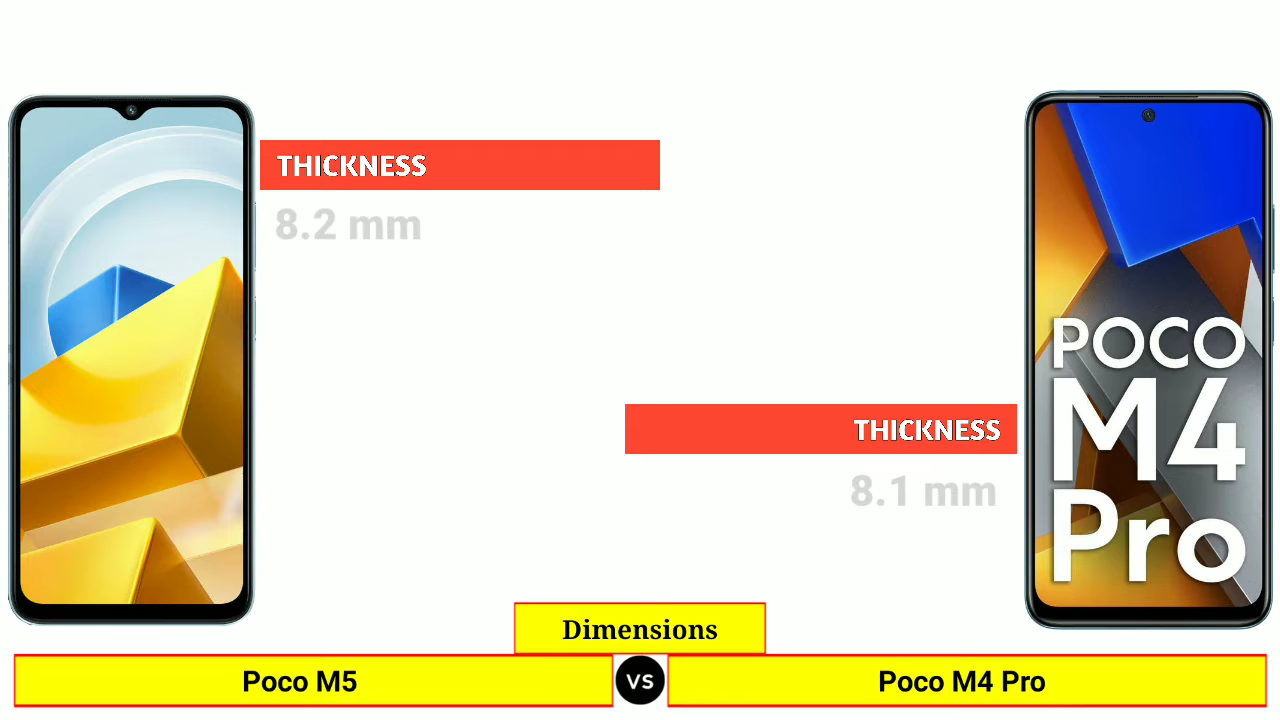 THICKNESS
8.2 mm
THICKNESS
8.1 mm
POCO
M4
Pro
Dimensions
Poco M5
VS
Poco M4 Pro